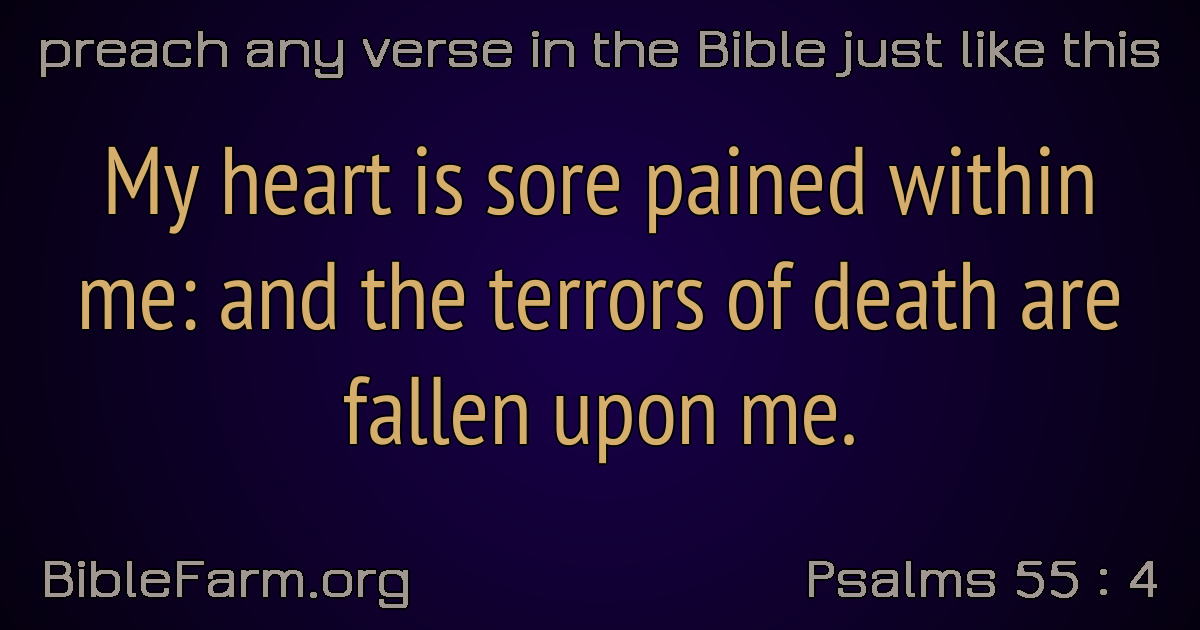 preach any verse in the Bible just like this
My heart is sore pained within
me: and the terrors of death are
fallen upon me.
BibleFarm.org
Psalms 55 : 4